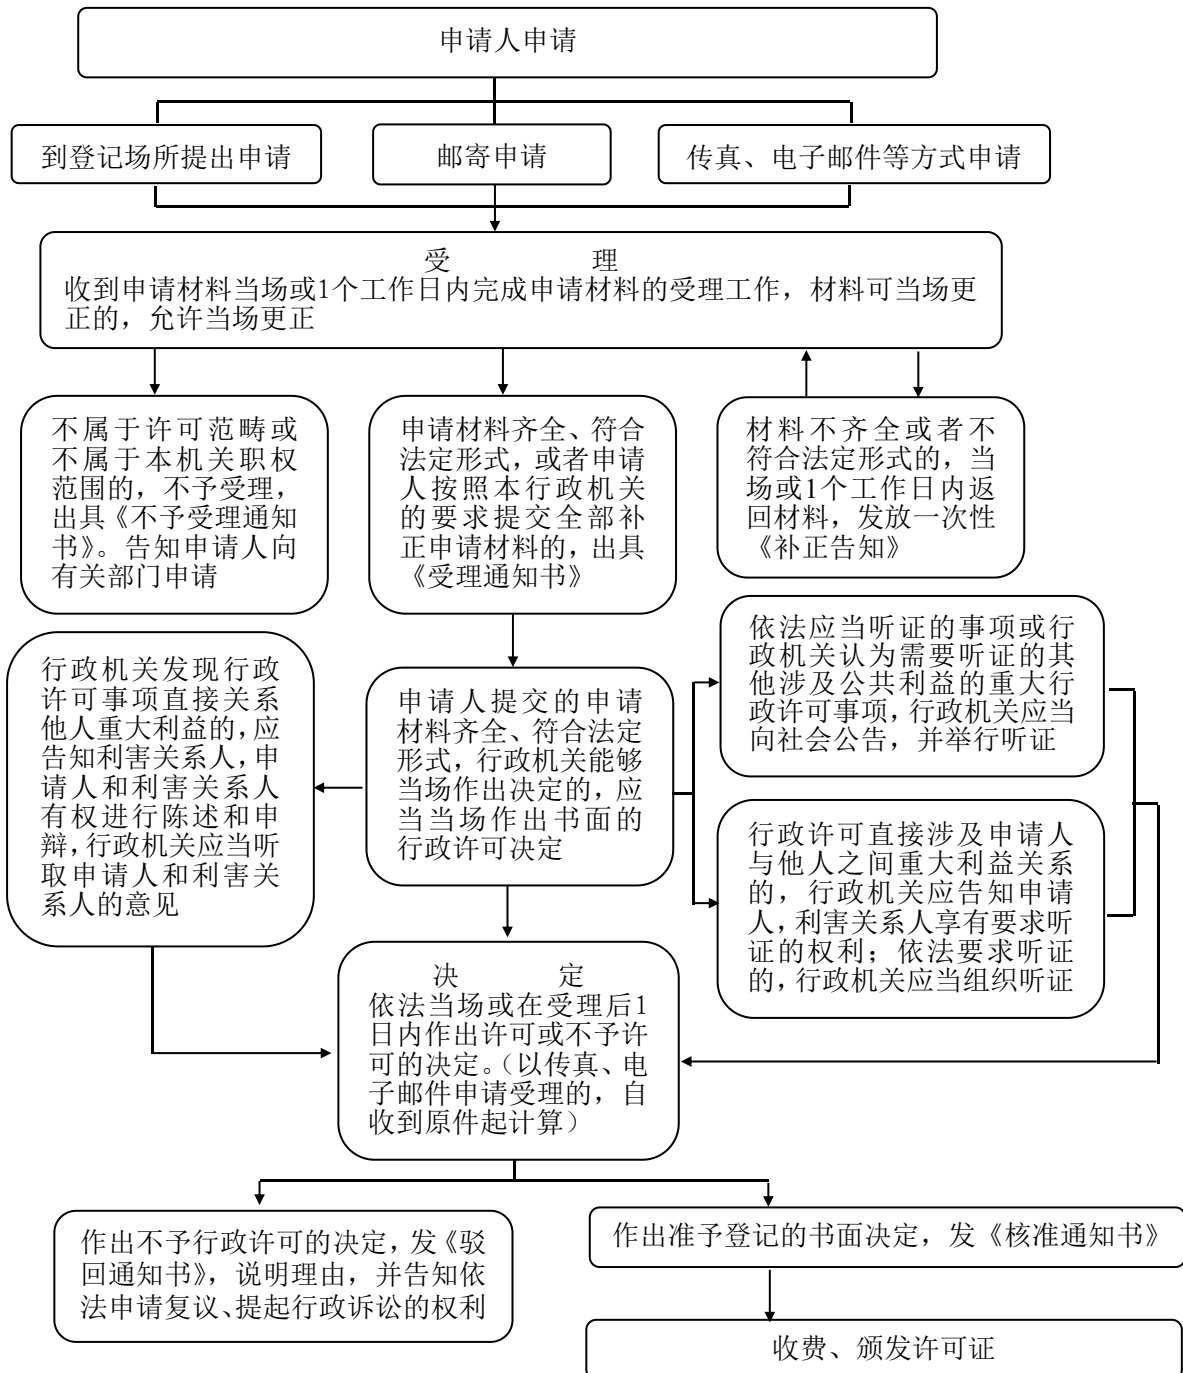 申请人申请
到登记场所提出申请
邮寄申请
传真、电子邮件等方式申请
受 理
收到申请材料当场或1个工作日内完成申请材料的受理工作，材料可当场更
正的，允许当场更正
不属于许可范畴或
不属于本机关职权
范围的，不予受理，
出具《不予受理通知
书》。告知申请人向
有关部门申请
申请材料齐全、符合
法定形式，或者申请
人按照本行政机关
的要求提交全部补
正申请材料的，出具
《受理通知书》
材料不齐全或者不
符合法定形式的，当
场或1个工作日内返
回材料，发放一次性
《补正告知》
行政机关发现行政
许可事项直接关系
他人重大利益的，应
告知利害关系人，申
请人和利害关系人
有权进行陈述和申
辩，行政机关应当听
取申请人和利害关
系人的意见
申请人提交的申请
材料齐全、符合法定
形式，行政机关能够
当场作出决定的，应
当当场作出书面的
行政许可决定
依法应当听证的事项或行
政机关认为需要听证的其
他涉及公共利益的重大行
政许可事项，行政机关应当
向社会公告，并举行听证
行政许可直接涉及申请人
与他人之间重大利益关系
的，行政机关应告知申请
人，利害关系人享有要求听
证的权利；依法要求听证
的，行政机关应当组织听证
决 定
依法当场或在受理后1
日内作出许可或不予许
可的决定。（以传真、电
子邮件申请受理的，自
收到原件起计算）
作出不予行政许可的决定，发《驳
回通知书》，说明理由，并告知依
法申请复议、提起行政诉讼的权利
作出准予登记的书面决定，发《核准通知书》
收费、颁发许可证